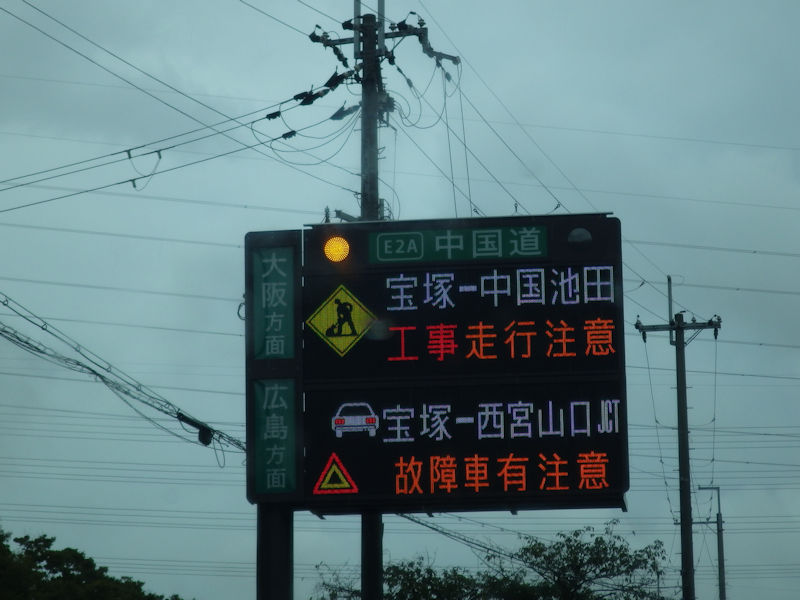 E2A 中国道
大阪方面
宝塚ー中国池田
工事走行注意
広島方面
宝塚ー西宮山口JCT
故障車有注意